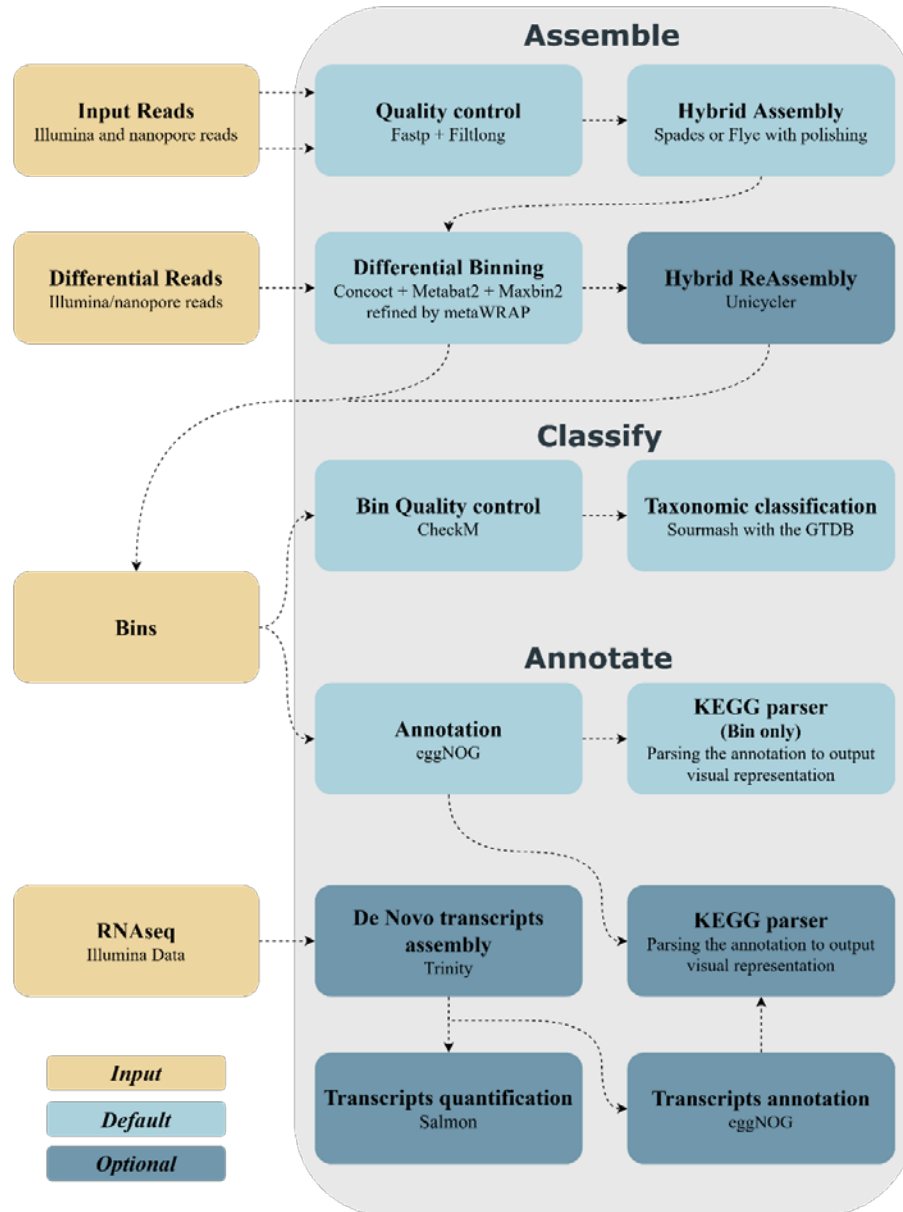 Assemble
Input Reads
Illumina and nanopore reads
Quality control
Fastp + Filtlong
Hybrid Assembly
Spades or Flye with polishing
Differential Reads
Illumina/nanopore reads
Differential Binning
Concoct + Metabat2 + Maxbin2
refined by metaWRAP
Hybrid ReAssembly
Unicycler
Classify
Bin Quality control
CheckM
Taxonomic classification
Sourmash with the GTDB
Bins
Annotate
Annotation
eggNOG
KEGG parser
(Bin only)
Parsing the annotation to output
visual representation
RNAseq
Illumina Data
De Novo transcripts
assembly
Trinity
KEGG parser
Parsing the annotation to output
visual representation
Transcripts quantification
Salmon
Transcripts annotation
eggNOG
Input
Default
Optional